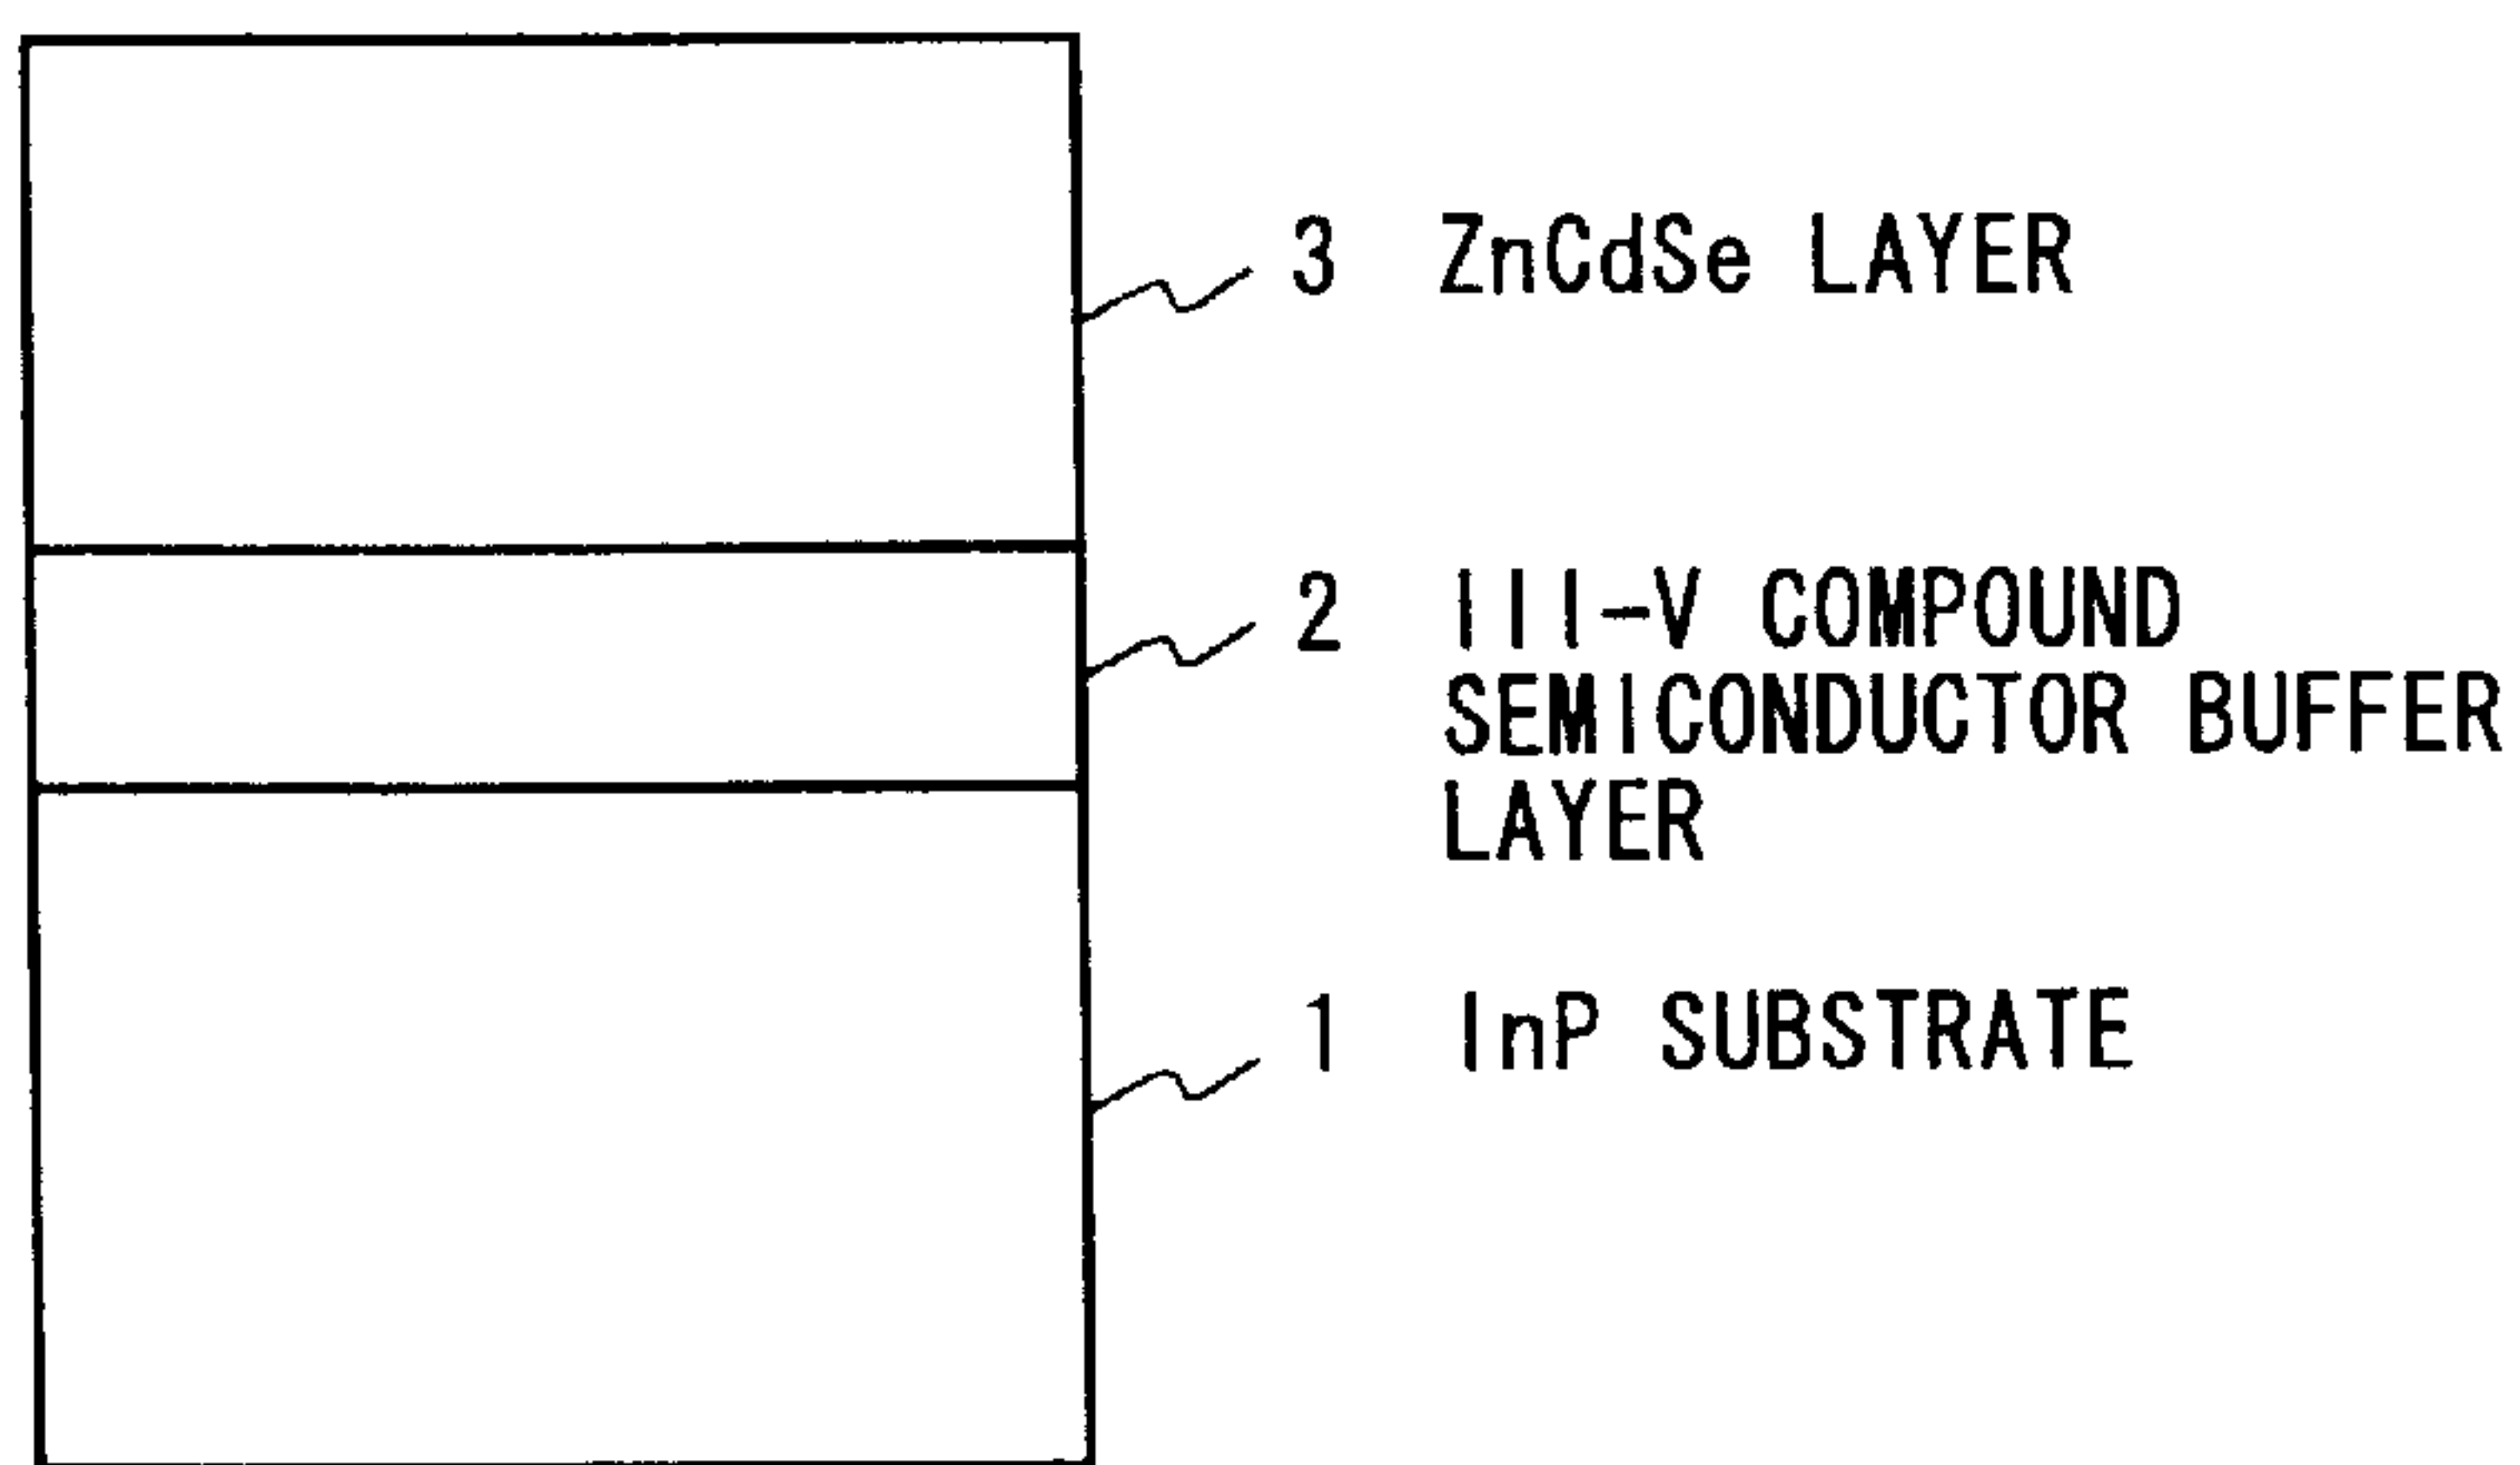 3 ZnCdSe LAYER
2 III-V COMPOUND
SEMICONDUCTOR BUFFER
LAYER
1 InP SUBSTRATE